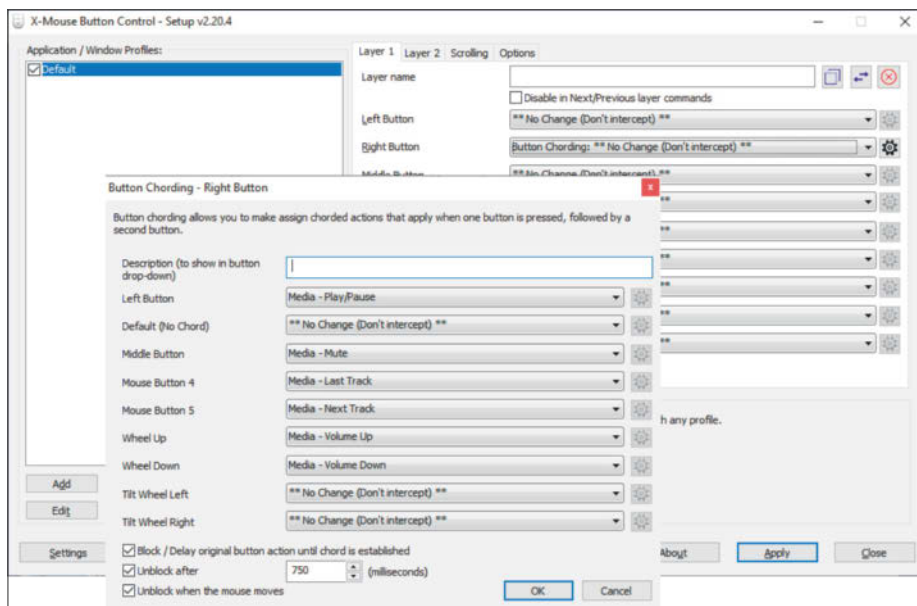 X-Mouse Button Control - Setup v2.20.4
Application / Window Profiles:
Default
Layer 1 Layer 2 Scrolling Options
Layer name
Disable in Next/Previous layer commands
Left Button ** No Change (Don't intercept) **
Right Button Button Chording: ** No Change (Don't intercept) **
Middle Button ** No Change (Don't intercept) **
Button Chording - Right Button x
Button chording allows you to make assign chorded actions that apply when one button is pressed, followed by a
second button.
Description (to show in button
drop-down)
Left Button Media - Play/Pause
Default (No Chord) ** No Change (Don't intercept) **
Middle Button Media - Mute
Mouse Button 4 Media - Last Track
Mouse Button 5 Media - Next Track
Wheel Up Media - Volume Up
Wheel Down Media - Volume Down
Tilt Wheel Left ** No Change (Don't intercept) **
Tilt Wheel Right ** No Change (Don't intercept) **
Block / Delay original button action until chord is established
Unblock after 750 (milliseconds)
Unblock when the mouse moves
OK Cancel
**
**
**
**
**
**
h any profile.
Add
Edit
Settings About Apply Close